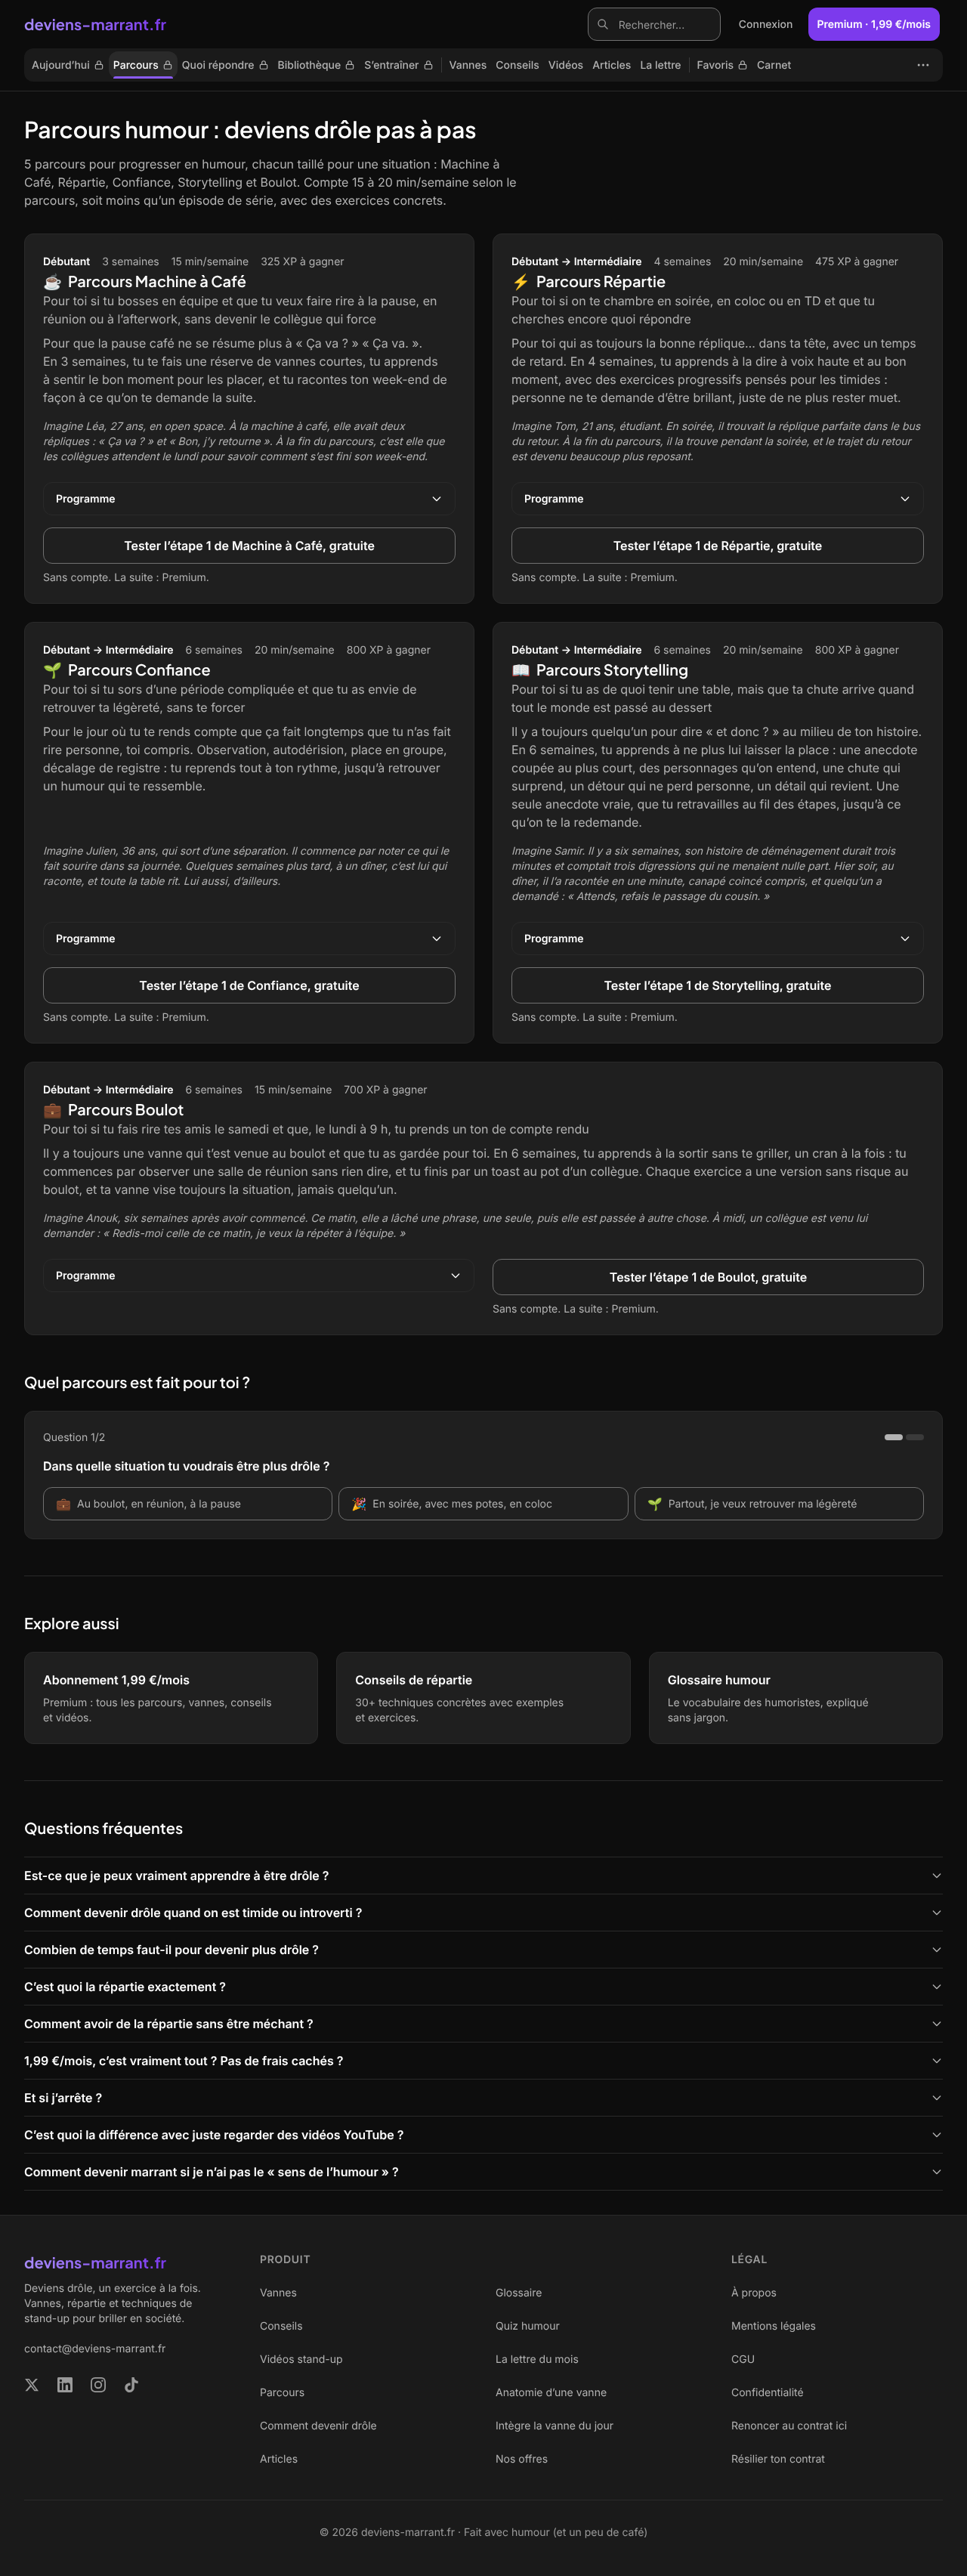 deviens-marrant.fr
Rechercher...
Connexion
Premium · 1,99 €/mois
Aujourd’hui
Parcours
Quoi répondre
Bibliothèque
S’entraîner
Vannes
Conseils
Vidéos
Articles
La lettre
Favoris
Carnet
Parcours humour : deviens drôle pas à pas
5 parcours pour progresser en humour, chacun taillé pour une situation : Machine à
Café, Répartie, Confiance, Storytelling et Boulot. Compte 15 à 20 min/semaine selon le
parcours, soit moins qu’un épisode de série, avec des exercices concrets.
Débutant 3 semaines 15 min/semaine 325 XP à gagner
☕ Parcours Machine à Café
Pour toi si tu bosses en équipe et que tu veux faire rire à la pause, en
réunion ou à l’afterwork, sans devenir le collègue qui force
Pour que la pause café ne se résume plus à « Ça va ? » « Ça va. ».
En 3 semaines, tu te fais une réserve de vannes courtes, tu apprends
à sentir le bon moment pour les placer, et tu racontes ton week-end de
façon à ce qu’on te demande la suite.
Imagine Léa, 27 ans, en open space. À la machine à café, elle avait deux
répliques : « Ça va ? » et « Bon, j’y retourne ». À la fin du parcours, c’est elle que
les collègues attendent le lundi pour savoir comment s’est fini son week-end.
Programme
Tester l’étape 1 de Machine à Café, gratuite
Sans compte. La suite : Premium.
Débutant → Intermédiaire 4 semaines 20 min/semaine 475 XP à gagner
⚡ Parcours Répartie
Pour toi si on te chambre en soirée, en coloc ou en TD et que tu
cherches encore quoi répondre
Pour toi qui as toujours la bonne réplique… dans ta tête, avec un temps
de retard. En 4 semaines, tu apprends à la dire à voix haute et au bon
moment, avec des exercices progressifs pensés pour les timides :
personne ne te demande d’être brillant, juste de ne plus rester muet.
Imagine Tom, 21 ans, étudiant. En soirée, il trouvait la réplique parfaite dans le bus
du retour. À la fin du parcours, il la trouve pendant la soirée, et le trajet du retour
est devenu beaucoup plus reposant.
Programme
Tester l’étape 1 de Répartie, gratuite
Sans compte. La suite : Premium.
Débutant → Intermédiaire 6 semaines 20 min/semaine 800 XP à gagner
🌱 Parcours Confiance
Pour toi si tu sors d’une période compliquée et que tu as envie de
retrouver ta légèreté, sans te forcer
Pour le jour où tu te rends compte que ça fait longtemps que tu n’as fait
rire personne, toi compris. Observation, autodérision, place en groupe,
décalage de registre : tu reprends tout à ton rythme, jusqu’à retrouver
un humour qui te ressemble.
Imagine Julien, 36 ans, qui sort d’une séparation. Il commence par noter ce qui le
fait sourire dans sa journée. Quelques semaines plus tard, à un dîner, c’est lui qui
raconte, et toute la table rit. Lui aussi, d’ailleurs.
Programme
Tester l’étape 1 de Confiance, gratuite
Sans compte. La suite : Premium.
Débutant → Intermédiaire 6 semaines 20 min/semaine 800 XP à gagner
📖 Parcours Storytelling
Pour toi si tu as de quoi tenir une table, mais que ta chute arrive quand
tout le monde est passé au dessert
Il y a toujours quelqu’un pour dire « et donc ? » au milieu de ton histoire.
En 6 semaines, tu apprends à ne plus lui laisser la place : une anecdote
coupée au plus court, des personnages qu’on entend, une chute qui
surprend, un détour qui ne perd personne, un détail qui revient. Une
seule anecdote vraie, que tu retravailles au fil des étapes, jusqu’à ce
qu’on te la redemande.
Imagine Samir. Il y a six semaines, son histoire de déménagement durait trois
minutes et comptait trois digressions qui ne menaient nulle part. Hier soir, au
dîner, il l’a racontée en une minute, canapé coincé compris, et quelqu’un a
demandé : « Attends, refais le passage du cousin. »
Programme
Tester l’étape 1 de Storytelling, gratuite
Sans compte. La suite : Premium.
Débutant → Intermédiaire 6 semaines 15 min/semaine 700 XP à gagner
💼 Parcours Boulot
Pour toi si tu fais rire tes amis le samedi et que, le lundi à 9 h, tu prends un ton de compte rendu
Il y a toujours une vanne qui t’est venue au boulot et que tu as gardée pour toi. En 6 semaines, tu apprends à la sortir sans te griller, un cran à la fois : tu
commences par observer une salle de réunion sans rien dire, et tu finis par un toast au pot d’un collègue. Chaque exercice a une version sans risque au
boulot, et ta vanne vise toujours la situation, jamais quelqu’un.
Imagine Anouk, six semaines après avoir commencé. Ce matin, elle a lâché une phrase, une seule, puis elle est passée à autre chose. À midi, un collègue est venu lui
demander : « Redis-moi celle de ce matin, je veux la répéter à l’équipe. »
Programme
Tester l’étape 1 de Boulot, gratuite
Sans compte. La suite : Premium.
Quel parcours est fait pour toi ?
Question 1/2
Dans quelle situation tu voudrais être plus drôle ?
💼 Au boulot, en réunion, à la pause
🎉 En soirée, avec mes potes, en coloc
🌱 Partout, je veux retrouver ma légèreté
Explore aussi
Abonnement 1,99 €/mois
Premium : tous les parcours, vannes, conseils
et vidéos.
Conseils de répartie
30+ techniques concrètes avec exemples
et exercices.
Glossaire humour
Le vocabulaire des humoristes, expliqué
sans jargon.
Questions fréquentes
Est-ce que je peux vraiment apprendre à être drôle ?
Comment devenir drôle quand on est timide ou introverti ?
Combien de temps faut-il pour devenir plus drôle ?
C’est quoi la répartie exactement ?
Comment avoir de la répartie sans être méchant ?
1,99 €/mois, c’est vraiment tout ? Pas de frais cachés ?
Et si j’arrête ?
C’est quoi la différence avec juste regarder des vidéos YouTube ?
Comment devenir marrant si je n’ai pas le « sens de l’humour » ?
deviens-marrant.fr
Deviens drôle, un exercice à la fois.
Vannes, répartie et techniques de
stand-up pour briller en société.
contact@deviens-marrant.fr
PRODUIT
Vannes
Conseils
Vidéos stand-up
Parcours
Comment devenir drôle
Articles
Glossaire
Quiz humour
La lettre du mois
Anatomie d’une vanne
Intègre la vanne du jour
Nos offres
LÉGAL
À propos
Mentions légales
CGU
Confidentialité
Renoncer au contrat ici
Résilier ton contrat
© 2026 deviens-marrant.fr · Fait avec humour (et un peu de café)